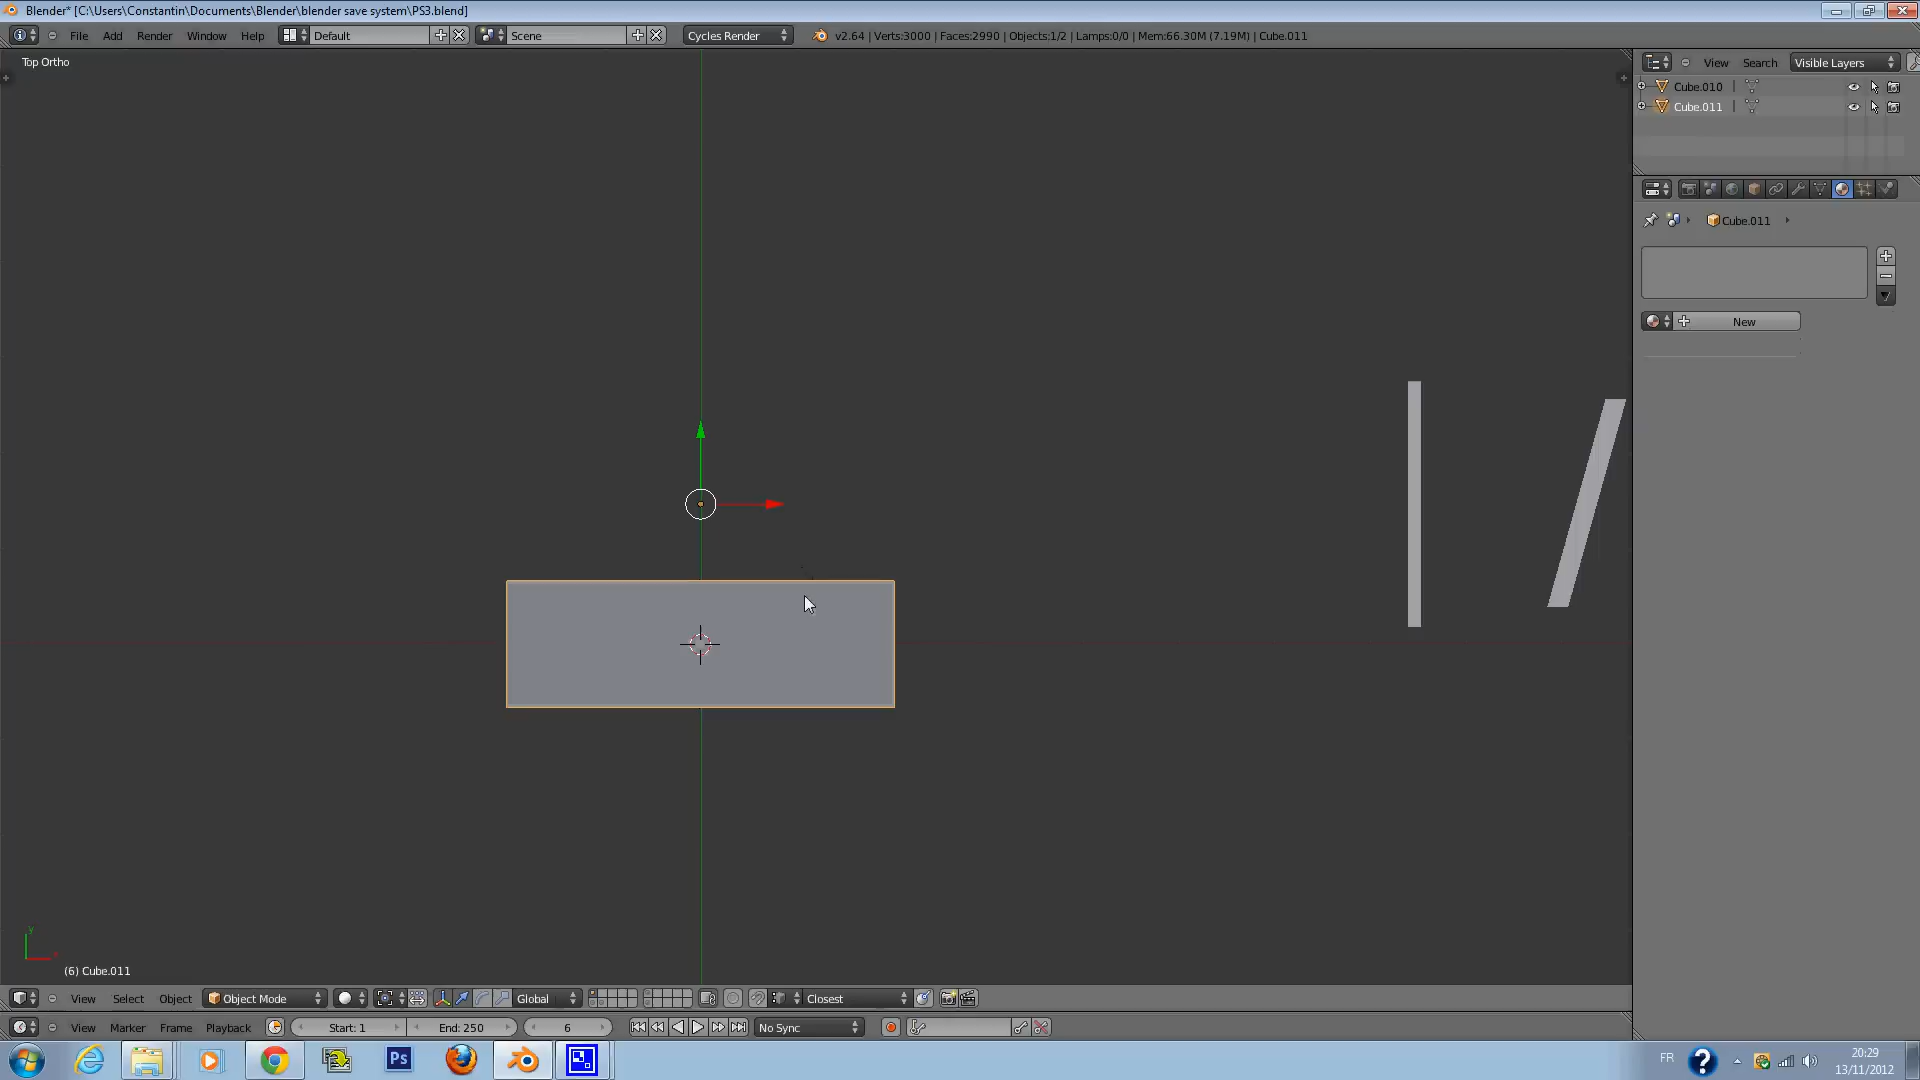 Blender* [C:\Users\Constantin\Documents\Blender\blender save system\PS3.blend]
File Add Render Window Help Default Scene Cycles Render v2.64 | Verts:3000 | Faces:2990 | Objects:1/2 | Lamps:0/0 | Mem:66.30M (7.19M) | Cube.011
Top Ortho
View Search Visible Layers
Cube.010
Cube.011
Cube.011
New
y
x
(6) Cube.011
View Select Object Object Mode Global Closest
View Marker Frame Playback Start: 1 End: 250 6 No Sync
Ps FR 20:29
13/11/2012